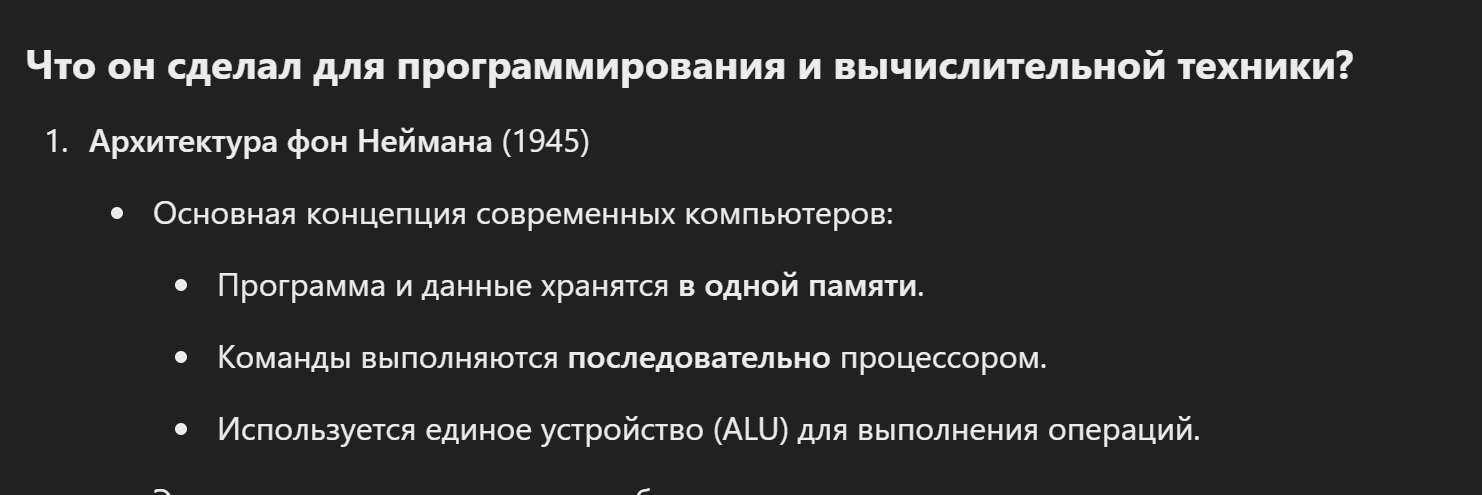 Что он сделал для программирования и вычислительной техники?
1. Архитектура фон Неймана (1945)
• Основная концепция современных компьютеров:
• Программа и данные хранятся в одной памяти.
• Команды выполняются последовательно процессором.
• Используется единое устройство (ALU) для выполнения операций.